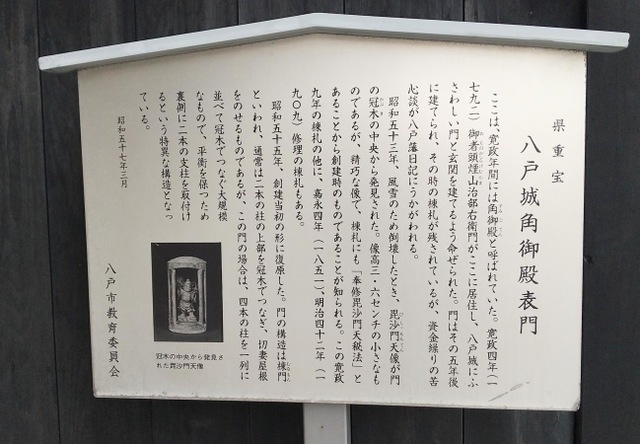 県重宝
八戸城角御殿表門
ここは、寛政年間には角御殿と呼ばれていた。寛政四年(一
七九二)御者頭煙山治部右衛門がここに居住し、八戸城にふ
さわしい門と玄関を建てるよう命ぜられた。門はその五年後
に建てられ、その時の棟札が残されているが、資金繰りの苦
心談が八戸藩日記にうかがわれる。
昭和五十三年、風雪のため倒壊したとき、毘沙門天像が門
の冠木の中央から発見された。像高三・六センチの小さなも
のであるが、精巧な像で、棟札にも「奉修毘沙門天秘法」と
あることから創建時のものであることが知られる。この寛政
九年の棟札の他に、嘉永四年(一八五一)、明治四十二年(一
九〇九)修理の棟札もある。
昭和五十五年、創建当初の形に復原した。門の構造は棟門
といわれ、通常は二本の柱の上部を冠木でつなぎ、切妻屋根
をのせるものであるが、この門の場合は、四本の柱を一列に
並べて冠木でつなぐ大規模
なもので、平衡を保つため
裏側に二本の支柱を取付け
るという特異な構造となっ
ている。
昭和五十七年三月
八戸市教育委員会
冠木の中央から発見さ
れた毘沙門天像